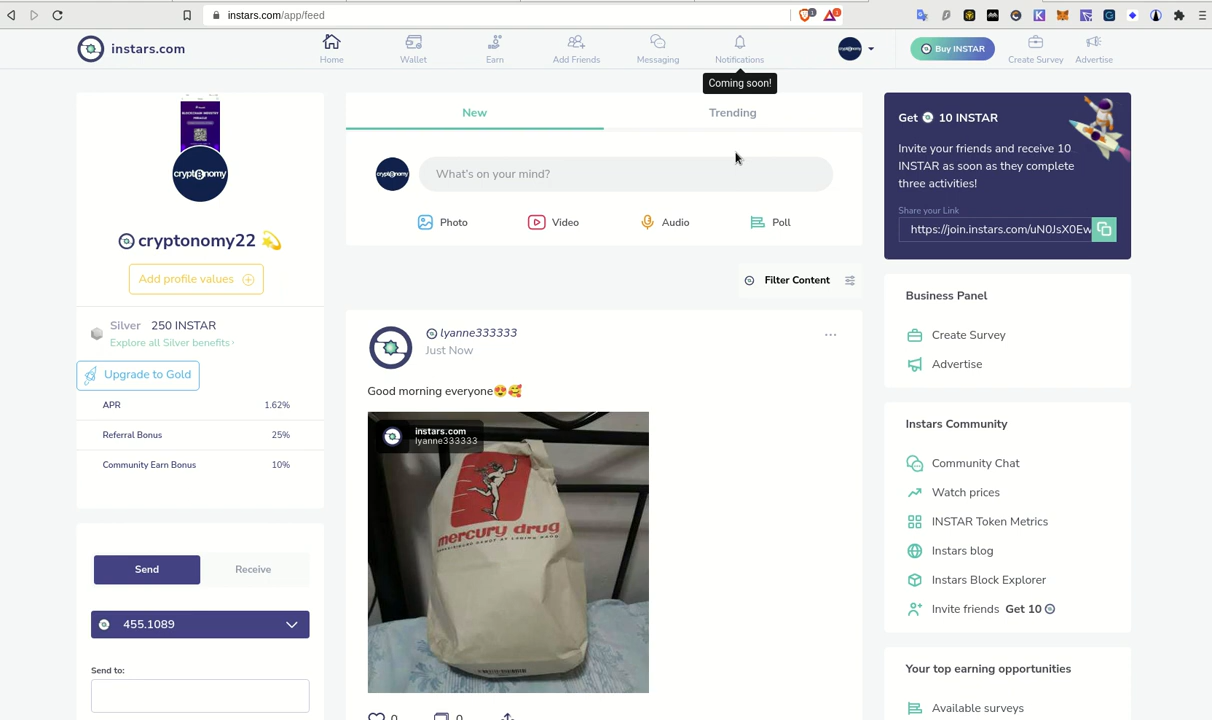 instars.com/app/feed
instars.com
Home
Wallet
Earn
Add Friends
Messaging
Notifications
Buy INSTAR
Create Survey
Advertise
Coming soon!
cryptonomy22
Add profile values
Silver 250 INSTAR
Explore all Silver benefits
Upgrade to Gold
APR 1.62%
Referral Bonus 25%
Community Earn Bonus 10%
Send
Receive
455.1089
Send to:
New
Trending
What's on your mind?
Photo
Video
Audio
Poll
Filter Content
lyanne333333
Just Now
Good morning everyone😍🥰
instars.com
lyanne333333
mercury drug
0
0
Get 10 INSTAR
Invite your friends and receive 10
INSTAR as soon as they complete
three activities!
Share your Link
https://join.instars.com/uN0JsX0Ew
Business Panel
Create Survey
Advertise
Instars Community
Community Chat
Watch prices
INSTAR Token Metrics
Instars blog
Instars Block Explorer
Invite friends Get 10
Your top earning opportunities
Available surveys